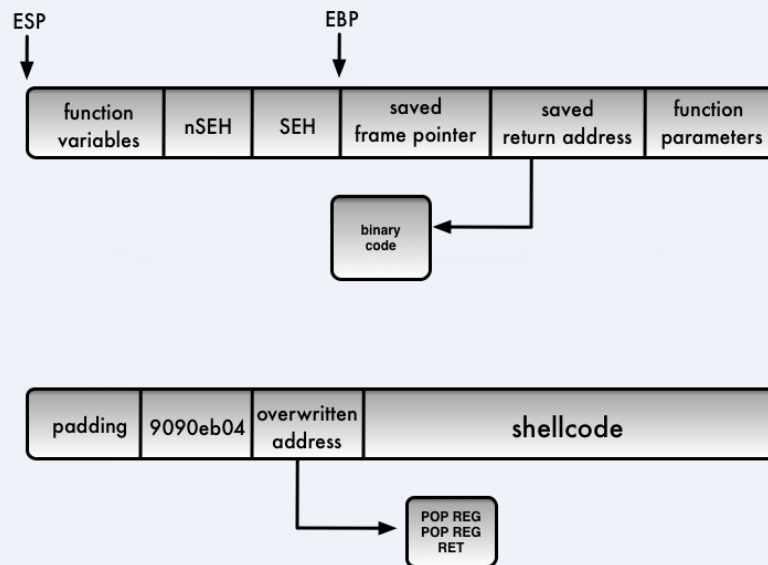 ESP
EBP
function
variables
nSEH
SEH
saved
frame pointer
saved
return address
function
parameters
binary
code
padding
9090eb04
overwritten
address
shellcode
POP REG
POP REG
RET